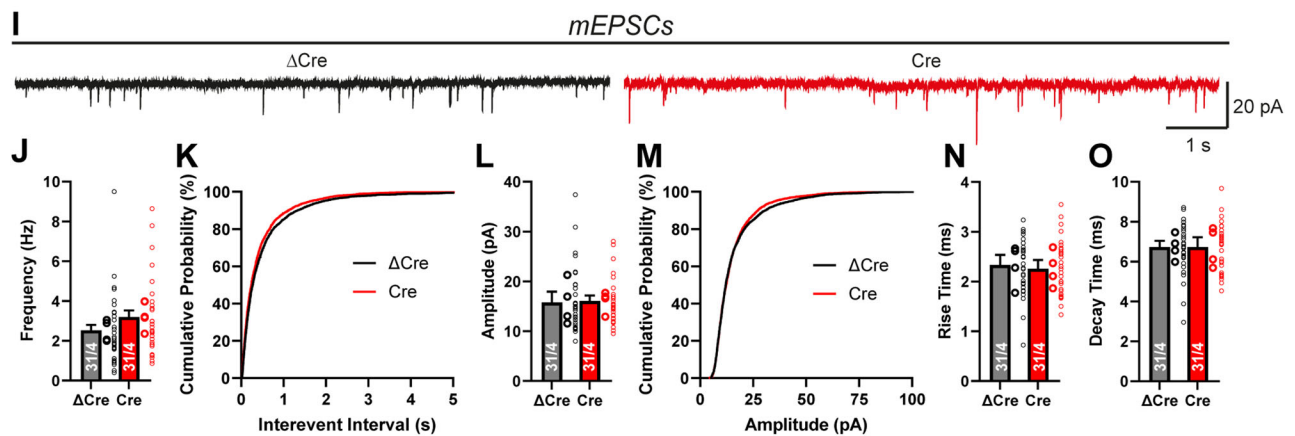 I
mEPSCs
ΔCre
Cre
20 pA
1 s
J
Frequency (Hz)
10
8
6
4
2
0
31/4
31/4
ΔCre
Cre
K
Cumulative Probability (%)
100
80
60
40
20
0
ΔCre
Cre
0 1 2 3 4 5
Interevent Interval (s)
L
Amplitude (pA)
40
30
20
10
0
31/4
31/4
ΔCre
Cre
M
Cumulative Probability (%)
100
80
60
40
20
0
ΔCre
Cre
0 25 50 75 100
Amplitude (pA)
N
Rise Time (ms)
4
3
2
1
0
31/4
31/4
ΔCre
Cre
O
Decay Time (ms)
10
8
6
4
2
0
31/4
31/4
ΔCre
Cre